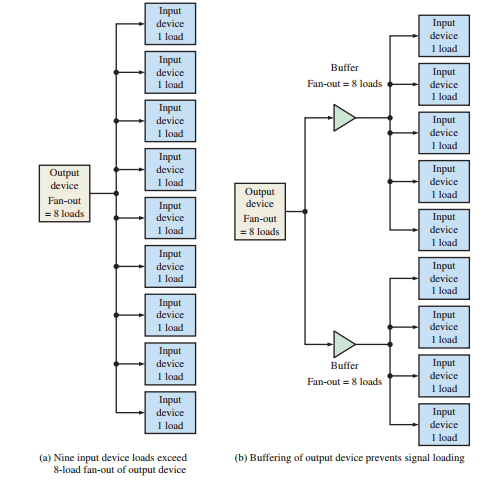 Input
device
1 load
Input
device
1 load
Input
device
1 load
Input
device
1 load
Input
device
1 load
Input
device
1 load
Input
device
1 load
Input
device
1 load
Input
device
1 load
Output
device
Fan-out
= 8 loads
(a) Nine input device loads exceed
8-load fan-out of output device
Output
device
Fan-out
= 8 loads
Buffer
Fan-out = 8 loads
Buffer
Fan-out = 8 loads
Input
device
1 load
Input
device
1 load
Input
device
1 load
Input
device
1 load
Input
device
1 load
Input
device
1 load
Input
device
1 load
Input
device
1 load
Input
device
1 load
(b) Buffering of output device prevents signal loading